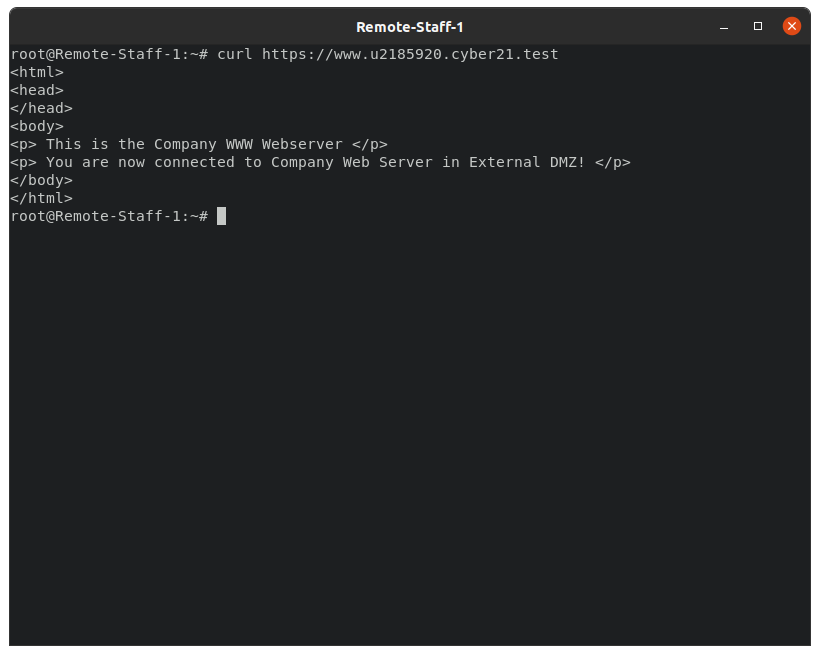 Remote-Staff-1
root@Remote-Staff-1:~# curl https://www.u2185920.cyber21.test
<html>
<head>
</head>
<body>
<p> This is the Company WWW Webserver </p>
<p> You are now connected to Company Web Server in External DMZ! </p>
</body>
</html>
root@Remote-Staff-1:~#